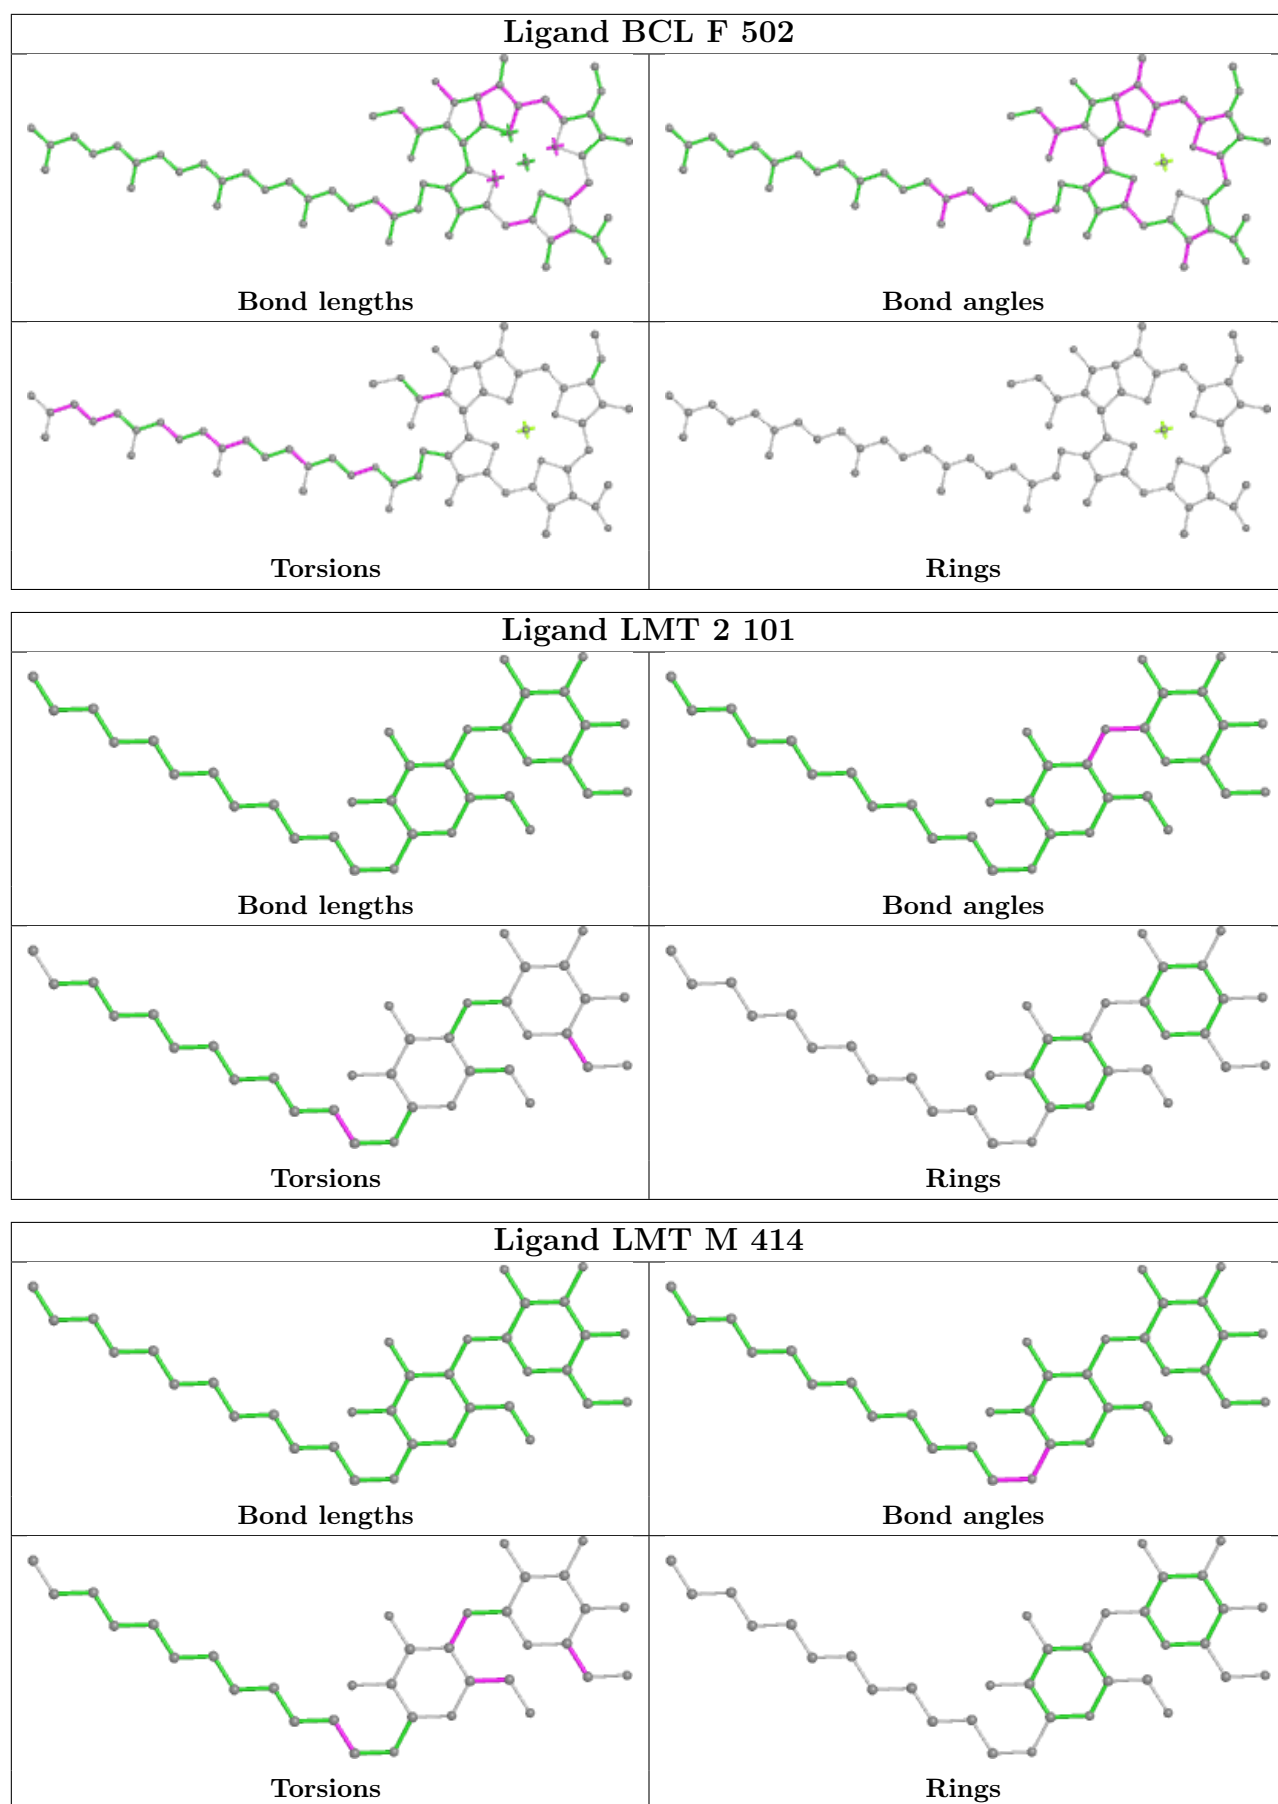 Ligand BCL F 502
Bond lengths
Bond angles
Torsions
Rings
Ligand LMT 2 101
Bond lengths
Bond angles
Torsions
Rings
Ligand LMT M 414
Bond lengths
Bond angles
Torsions
Rings